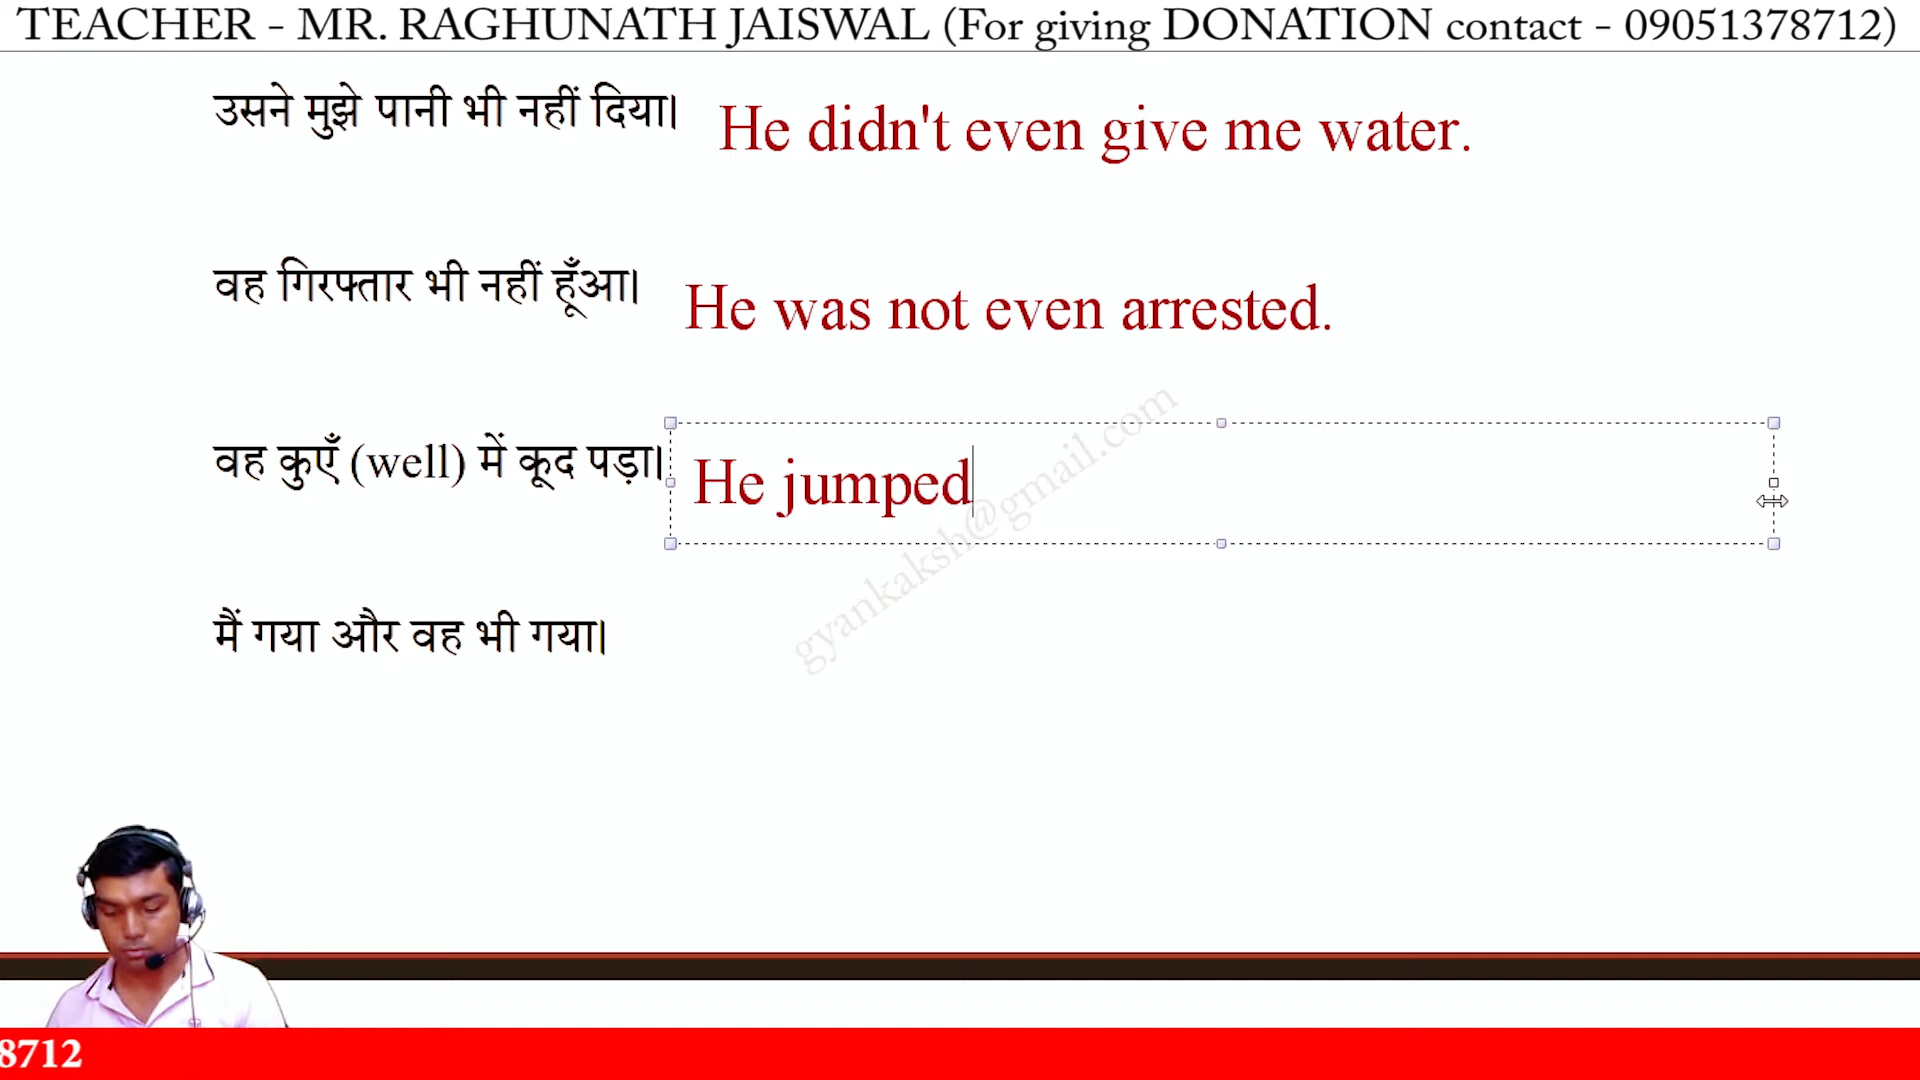 TEACHER - MR. RAGHUNATH JAISWAL (For giving DONATION contact - 09051378712)
उसने मुझे पानी भी नहीं दिया। He didn't even give me water.
वह गिरफ्तार भी नहीं हूँआ। He was not even arrested.
वह कुएँ (well) में कूद पड़ा। He jumped
मैं गया और वह भी गया।
gyankaksh@gmail.com
8712